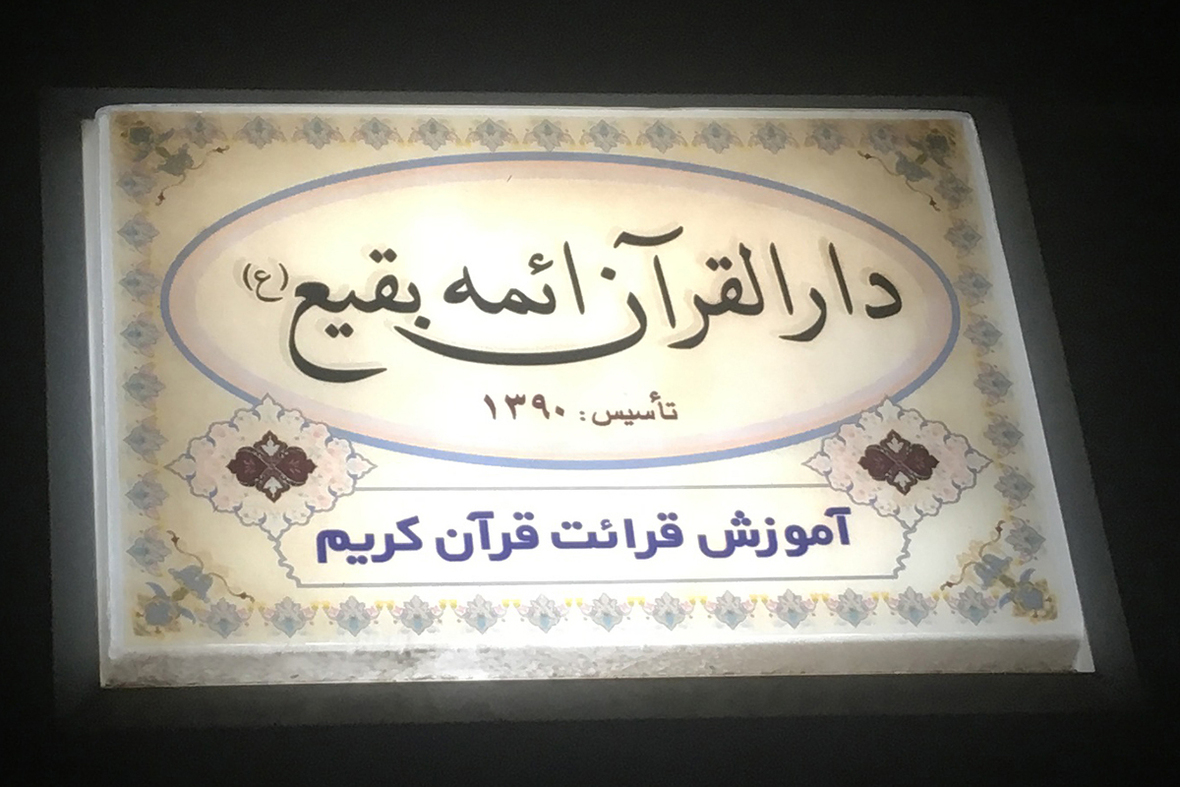 دارالقرآن ائمه بقیع (ع)
تأسیس: ۱۳۹۰
آموزش قرائت قرآن کریم